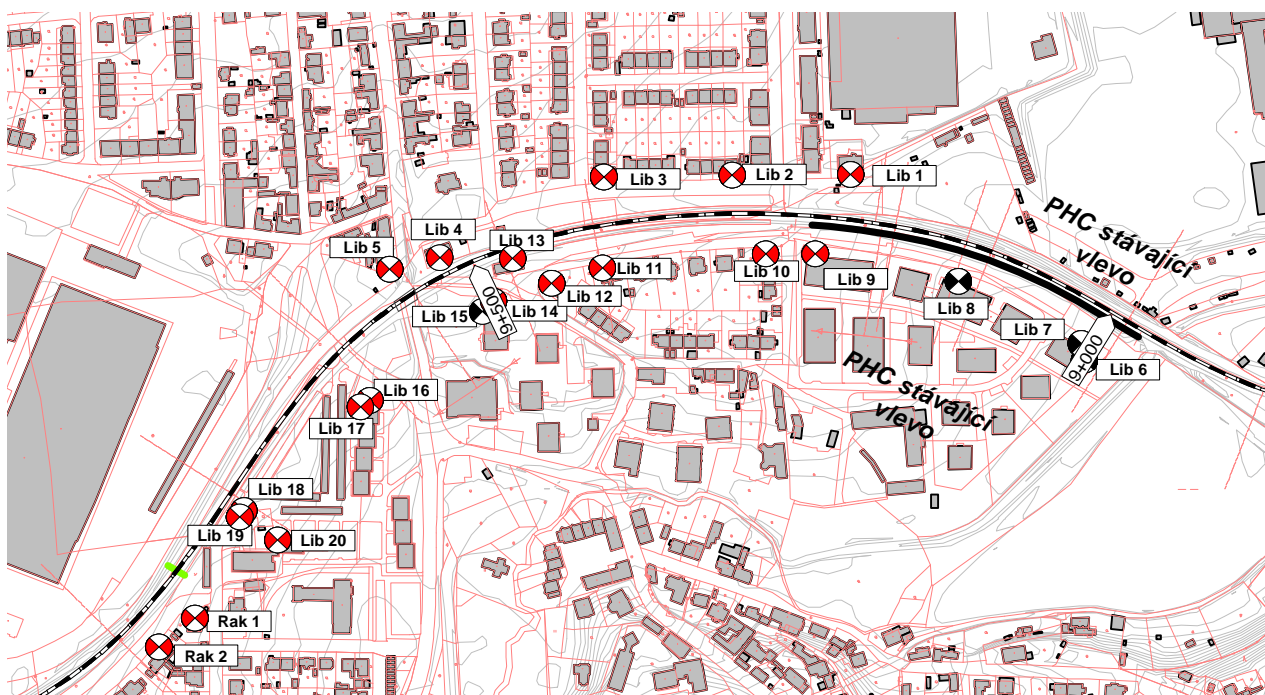 Lib 3
Lib 2
Lib 1
PHC stávající
vlevo
Lib 4
Lib 13
Lib 5
Lib 11
Lib 10
Lib 9
Lib 12
Lib 8
Lib 15
Lib 14
9+500
Lib 7
9+000
Lib 6
PHC stávající
vlevo
Lib 16
Lib 17
Lib 18
Lib 19
Lib 20
Rak 1
Rak 2